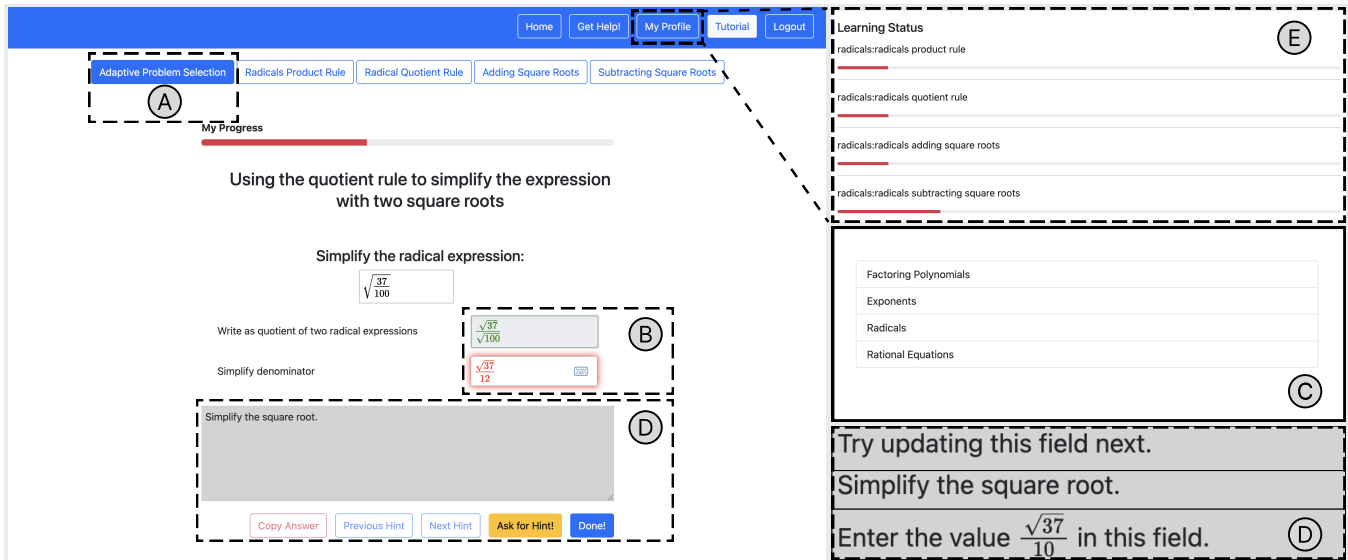 Home Get Help! My Profile Tutorial Logout
Adaptive Problem Selection Radicals Product Rule Radical Quotient Rule Adding Square Roots Subtracting Square Roots
A
My Progress
Using the quotient rule to simplify the expression
with two square roots
Simplify the radical expression:
√(37/100)
Write as quotient of two radical expressions
√37/√100
B
Simplify denominator
√37/12
Simplify the square root.
D
Copy Answer Previous Hint Next Hint Ask for Hint! Done!
Learning Status
E
radicals:radicals product rule
radicals:radicals quotient rule
radicals:radicals adding square roots
radicals:radicals subtracting square roots
Factoring Polynomials
Exponents
Radicals
Rational Equations
C
Try updating this field next.
Simplify the square root.
Enter the value √37/10 in this field.
D